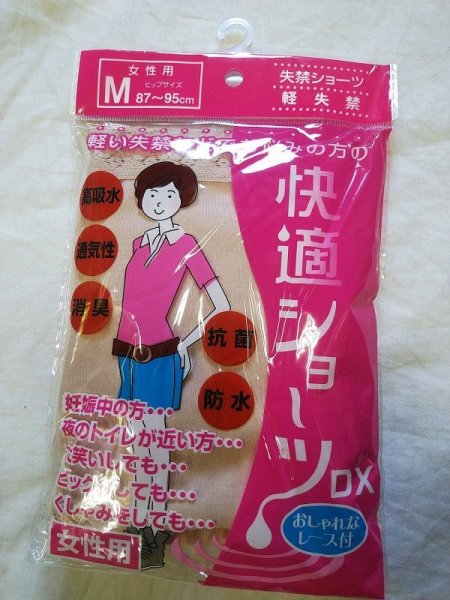 女性用
M
ヒップサイズ
87～95cm
失禁ショーツ
軽失禁
軽い失禁
みの方の
快適ショーツDX
高吸水
通気性
消臭
抗菌
防水
妊娠中の方･･･
夜のトイレが近い方･･･
笑いしても･･･
しても･･･
くしゃみをしても･･･
女性用
おしゃれな
レース付